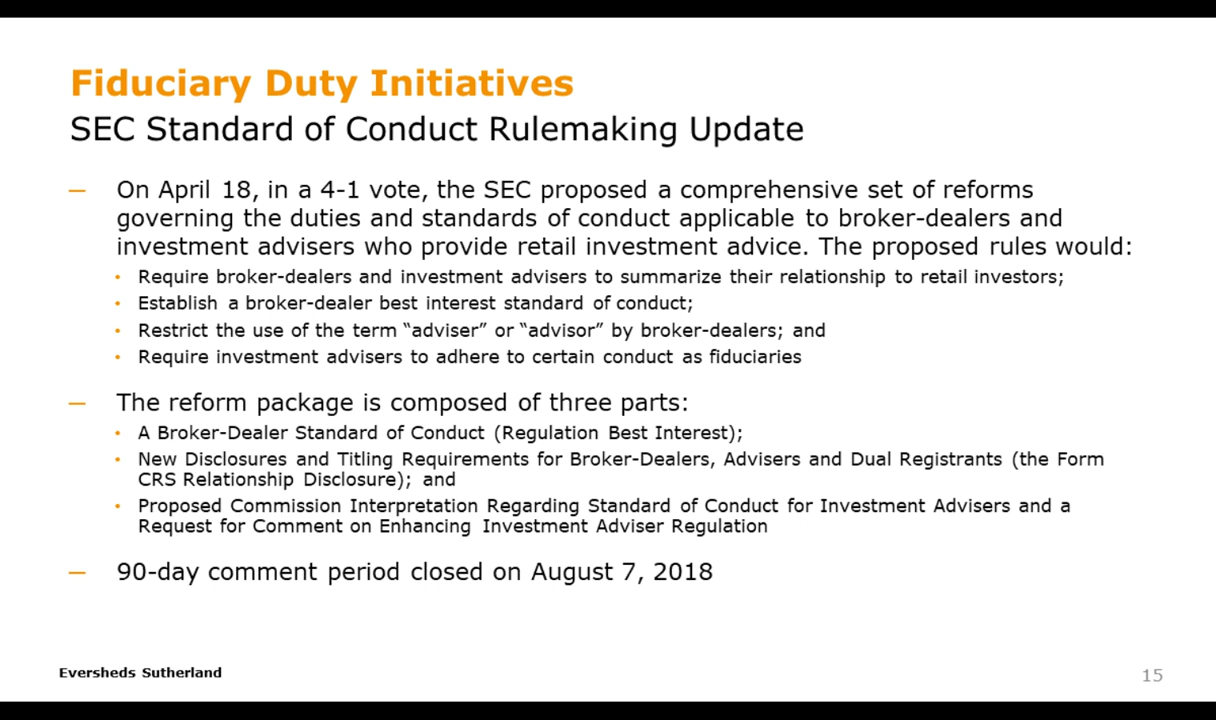 Fiduciary Duty Initiatives
SEC Standard of Conduct Rulemaking Update
— On April 18, in a 4-1 vote, the SEC proposed a comprehensive set of reforms
governing the duties and standards of conduct applicable to broker-dealers and
investment advisers who provide retail investment advice. The proposed rules would:
• Require broker-dealers and investment advisers to summarize their relationship to retail investors;
• Establish a broker-dealer best interest standard of conduct;
• Restrict the use of the term “adviser” or “advisor” by broker-dealers; and
• Require investment advisers to adhere to certain conduct as fiduciaries
— The reform package is composed of three parts:
• A Broker-Dealer Standard of Conduct (Regulation Best Interest);
• New Disclosures and Titling Requirements for Broker-Dealers, Advisers and Dual Registrants (the Form
CRS Relationship Disclosure); and
• Proposed Commission Interpretation Regarding Standard of Conduct for Investment Advisers and a
Request for Comment on Enhancing Investment Adviser Regulation
— 90-day comment period closed on August 7, 2018
Eversheds Sutherland
15